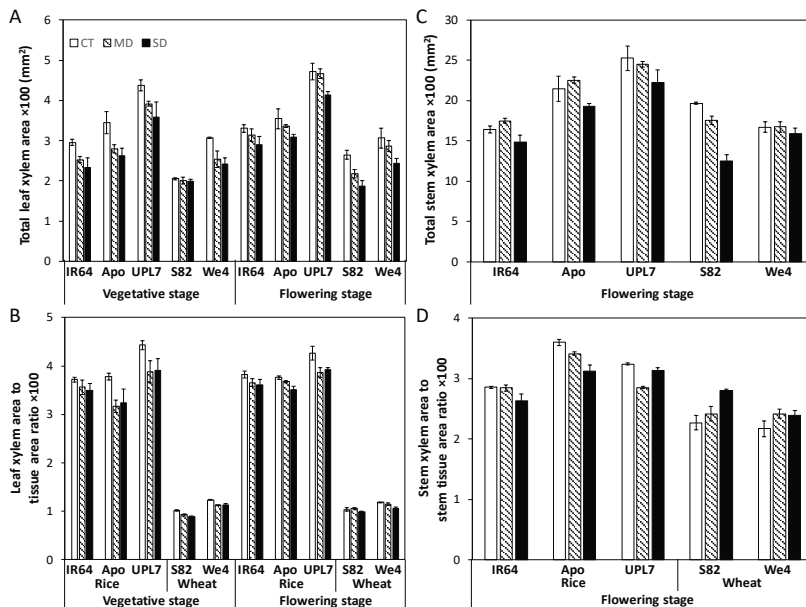 A
CT MD SD
Total leaf xylem area ×100 (mm²)
6
5
4
3
2
1
0
IR64 Apo UPL7 S82 We4 IR64 Apo UPL7 S82 We4
Vegetative stage Flowering stage
C
Total stem xylem area ×100 (mm²)
30
25
20
15
10
5
0
IR64 Apo UPL7 S82 We4
Flowering stage
B
Leaf xylem area to
tissue area ratio ×100
5
4
3
2
1
0
IR64 Apo UPL7 S82 We4 IR64 Apo UPL7 S82 We4
Rice Wheat Rice Wheat
Vegetative stage Flowering stage
D
Stem xylem area to
stem tissue area ratio ×100
4
3
2
1
0
IR64 Apo UPL7 S82 We4
Rice Wheat
Flowering stage